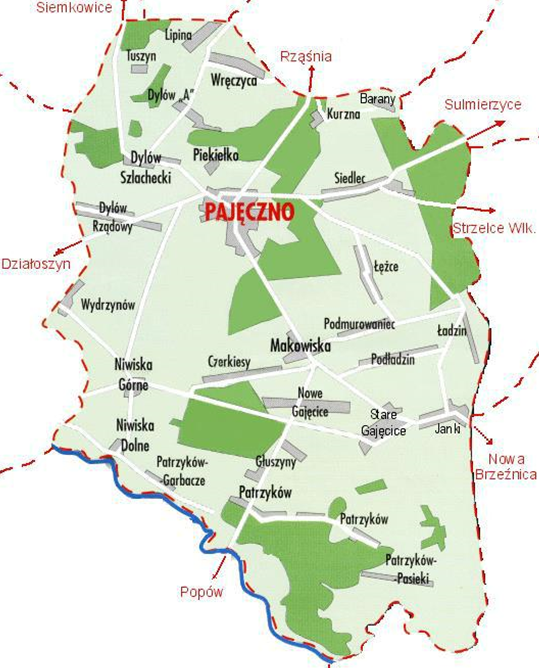 Siemkowice
Lipina
Tuszyn
Rząśnia
Wręczyca
Dylów „A"
Barany
Sulmierzyce
Kurzna
Dylów
Szlachecki
Piekiełka
Siedlec
PAJĘCZNO
Dylów
Rządowy
Strzelce Wlk.
Działoszyn
Łężce
Wydrzynów
Podmurowaniec
Ładzin
Makowiska
Podładzin
Czerkiesy
Niwiska
Górne
Nowe
Gajęcice
Stare
Gajęcice
Janki
Niwiska
Dolne
Nowa
Brzeźnica
Patrzyków-
Garbacze
Głuszyny
Patrzyków
Patrzyków
Patrzyków-
-Pasieki
Popów